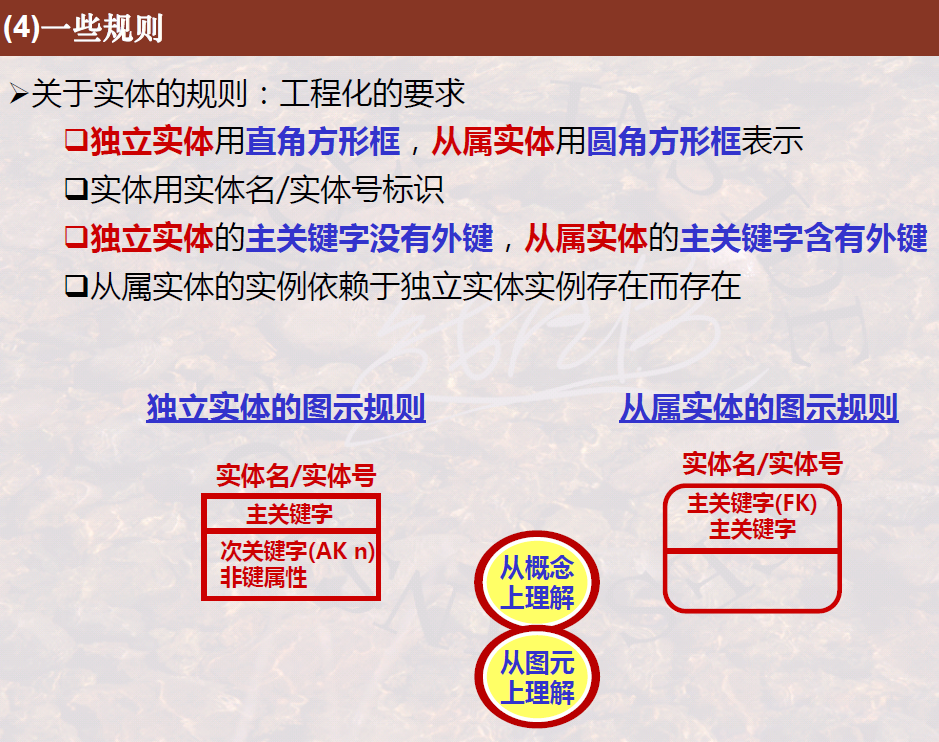 (4)一些规则
➢关于实体的规则：工程化的要求
❑独立实体用直角方形框，从属实体用圆角方形框表示
❑实体用实体名/实体号标识
❑独立实体的主关键字没有外键，从属实体的主关键字含有外键
❑从属实体的实例依赖于独立实体实例存在而存在
独立实体的图示规则
从属实体的图示规则
实体名/实体号
主关键字
次关键字(AK n)
非键属性
实体名/实体号
主关键字(FK)
主关键字
从概念
上理解
从图元
上理解